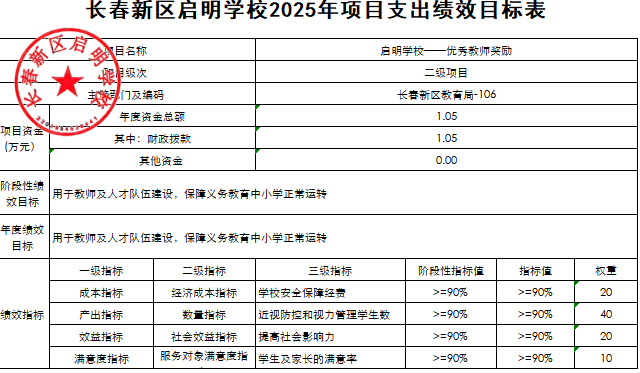 长春新区启明学校2025年项目支出绩效目标表
项目名称 启明学校——优秀教师奖励
项目级次 二级项目
主管部门及编码 长春新区教育局-106
项目资金(万元) 年度资金总额 1.05
其中：财政拨款 1.05
其他资金 0.00
阶段性绩效目标 用于教师及人才队伍建设，保障义务教育中小学正常运转
年度绩效目标 用于教师及人才队伍建设，保障义务教育中小学正常运转
绩效指标 一级指标 二级指标 三级指标 阶段性指标值 指标值 权重
成本指标 经济成本指标 学校安全保障经费 >=90% >=90% 20
产出指标 数量指标 近视防控和视力管理学生数 >=90% >=90% 40
效益指标 社会效益指标 提高社会影响力 >=90% >=90% 20
满意度指标 服务对象满意度指 学生及家长的满意率 >=90% >=90% 10
长春新区启明学校